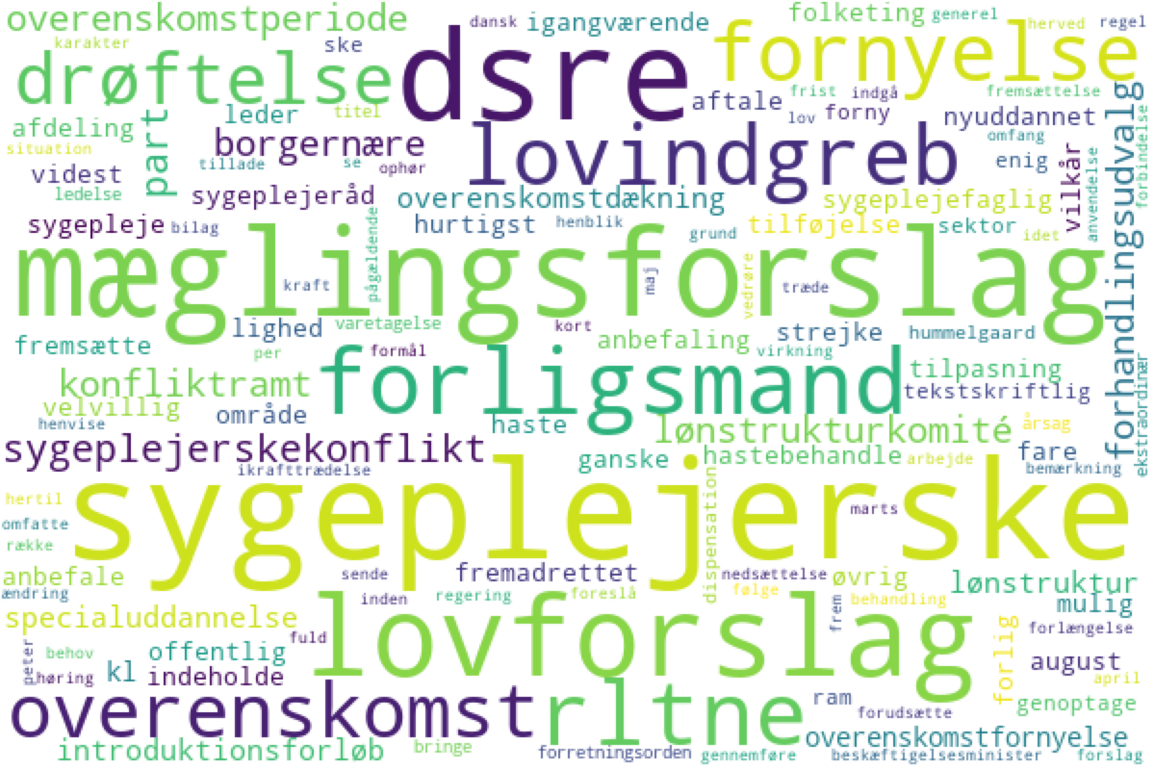 overenskomstperiode
dansk
igangværende
folketing
generel
herved
regel
karakter
ske
drøftelse
dsre
fornyelse
aftale
frist
indgå
fremsættelse
afdeling
part
leder
titel
lov
forny
nyuddannet
situation
borgernære
lovindgreb
omfang
videst
tillade
se
ophør
enig
vilkår
anvendelse
forhandlingsudvalg
forbindelse
ledelse
sygeplejeråd
overenskomstdækning
sygeplejefaglig
sygepleje
bilag
pågældende
hurtigst
henblik
grund
tilføjelse
sektor
idet
mæglingsforslag
kraft
maj
vedrøre
træde
lighed
varetagelse
kort
strejke
hummelgaard
fremsætte
per
formål
anbefaling
virkning
konfliktramt
forligsmand
tilpasning
tekstskriftlig
ekstraordinær
velvillig
område
henvise
haste
lønstrukturkomité
årsag
sygeplejerskekonflikt
ikrafttrædelse
ganske
hastebehandle
arbejde
fare
bemærkning
hertil
sygeplejerske
dispensation
marts
omfatte
række
anbefale
sende
fremadrettet
nedsættelse
øvrig
lønstruktur
ændring
inden
regering
foreslå
følge
frem
behandling
mulig
specialuddannelse
lovforslag
forlig
forlængelse
peter
behov
offentlig
fuld
august
høring
kl
indeholde
april
overenskomst
rltne
ram
genoptage
forudsætte
overenskomstfornyelse
introduktionsforløb
bringe
forretningsorden
gennemføre
beskæftigelsesminister
forslag